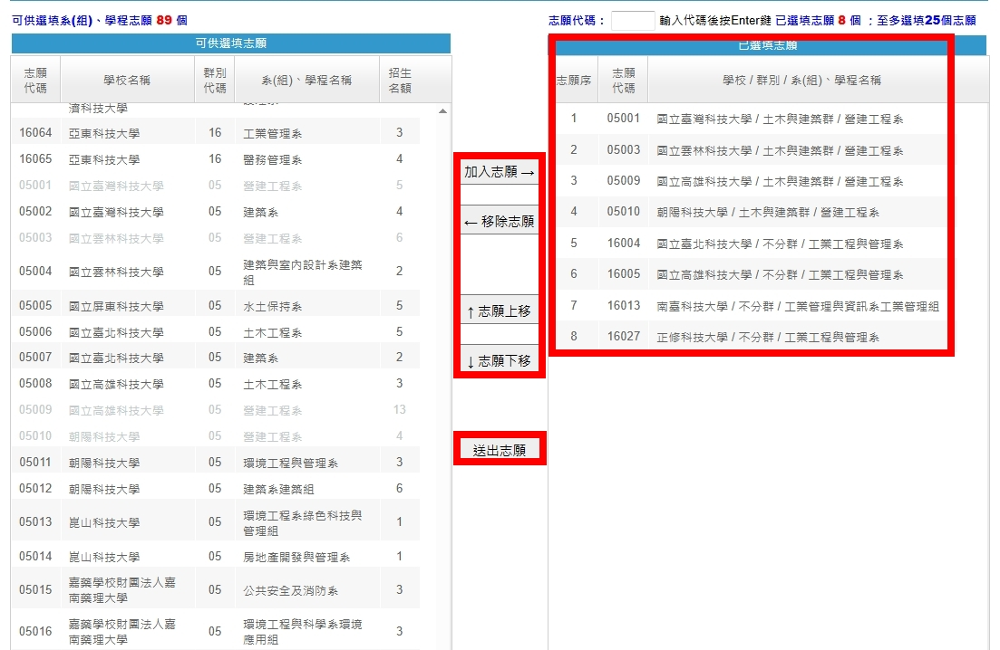 可供選填系(組)、學程志願 89 個
志願代碼： 輸入代碼後按Enter鍵 已選填志願 8 個 ；至多選填25個志願
可供選填志願
志願代碼 學校名稱 群別代碼 系(組)、學程名稱 招生名額
濟科技大學
16064 亞東科技大學 16 工業管理系 3
16065 亞東科技大學 16 醫務管理系 4
05001 國立臺灣科技大學 05 營建工程系 5
05002 國立臺灣科技大學 05 建築系 4
05003 國立雲林科技大學 05 營建工程系 6
05004 國立雲林科技大學 05 建築與室內設計系建築組 2
05005 國立屏東科技大學 05 水土保持系 5
05006 國立臺北科技大學 05 土木工程系 5
05007 國立臺北科技大學 05 建築系 2
05008 國立高雄科技大學 05 土木工程系 3
05009 國立高雄科技大學 05 營建工程系 13
05010 朝陽科技大學 05 營建工程系 4
05011 朝陽科技大學 05 環境工程與管理系 3
05012 朝陽科技大學 05 建築系建築組 6
05013 崑山科技大學 05 環境工程系綠色科技與管理組 1
05014 崑山科技大學 05 房地產開發與管理系 1
05015 嘉藥學校財團法人嘉南藥理大學 05 公共安全及消防系 3
05016 嘉藥學校財團法人嘉南藥理大學 05 環境工程與科學系環境應用組 3
加入志願 →
← 移除志願
↑ 志願上移
↓ 志願下移
送出志願
已選填志願
志願序 志願代碼 學校 / 群別 / 系(組)、學程名稱
1 05001 國立臺灣科技大學 / 土木與建築群 / 營建工程系
2 05003 國立雲林科技大學 / 土木與建築群 / 營建工程系
3 05009 國立高雄科技大學 / 土木與建築群 / 營建工程系
4 05010 朝陽科技大學 / 土木與建築群 / 營建工程系
5 16004 國立臺北科技大學 / 不分群 / 工業工程與管理系
6 16005 國立高雄科技大學 / 不分群 / 工業工程與管理系
7 16013 南臺科技大學 / 不分群 / 工業管理與資訊系工業管理組
8 16027 正修科技大學 / 不分群 / 工業工程與管理系